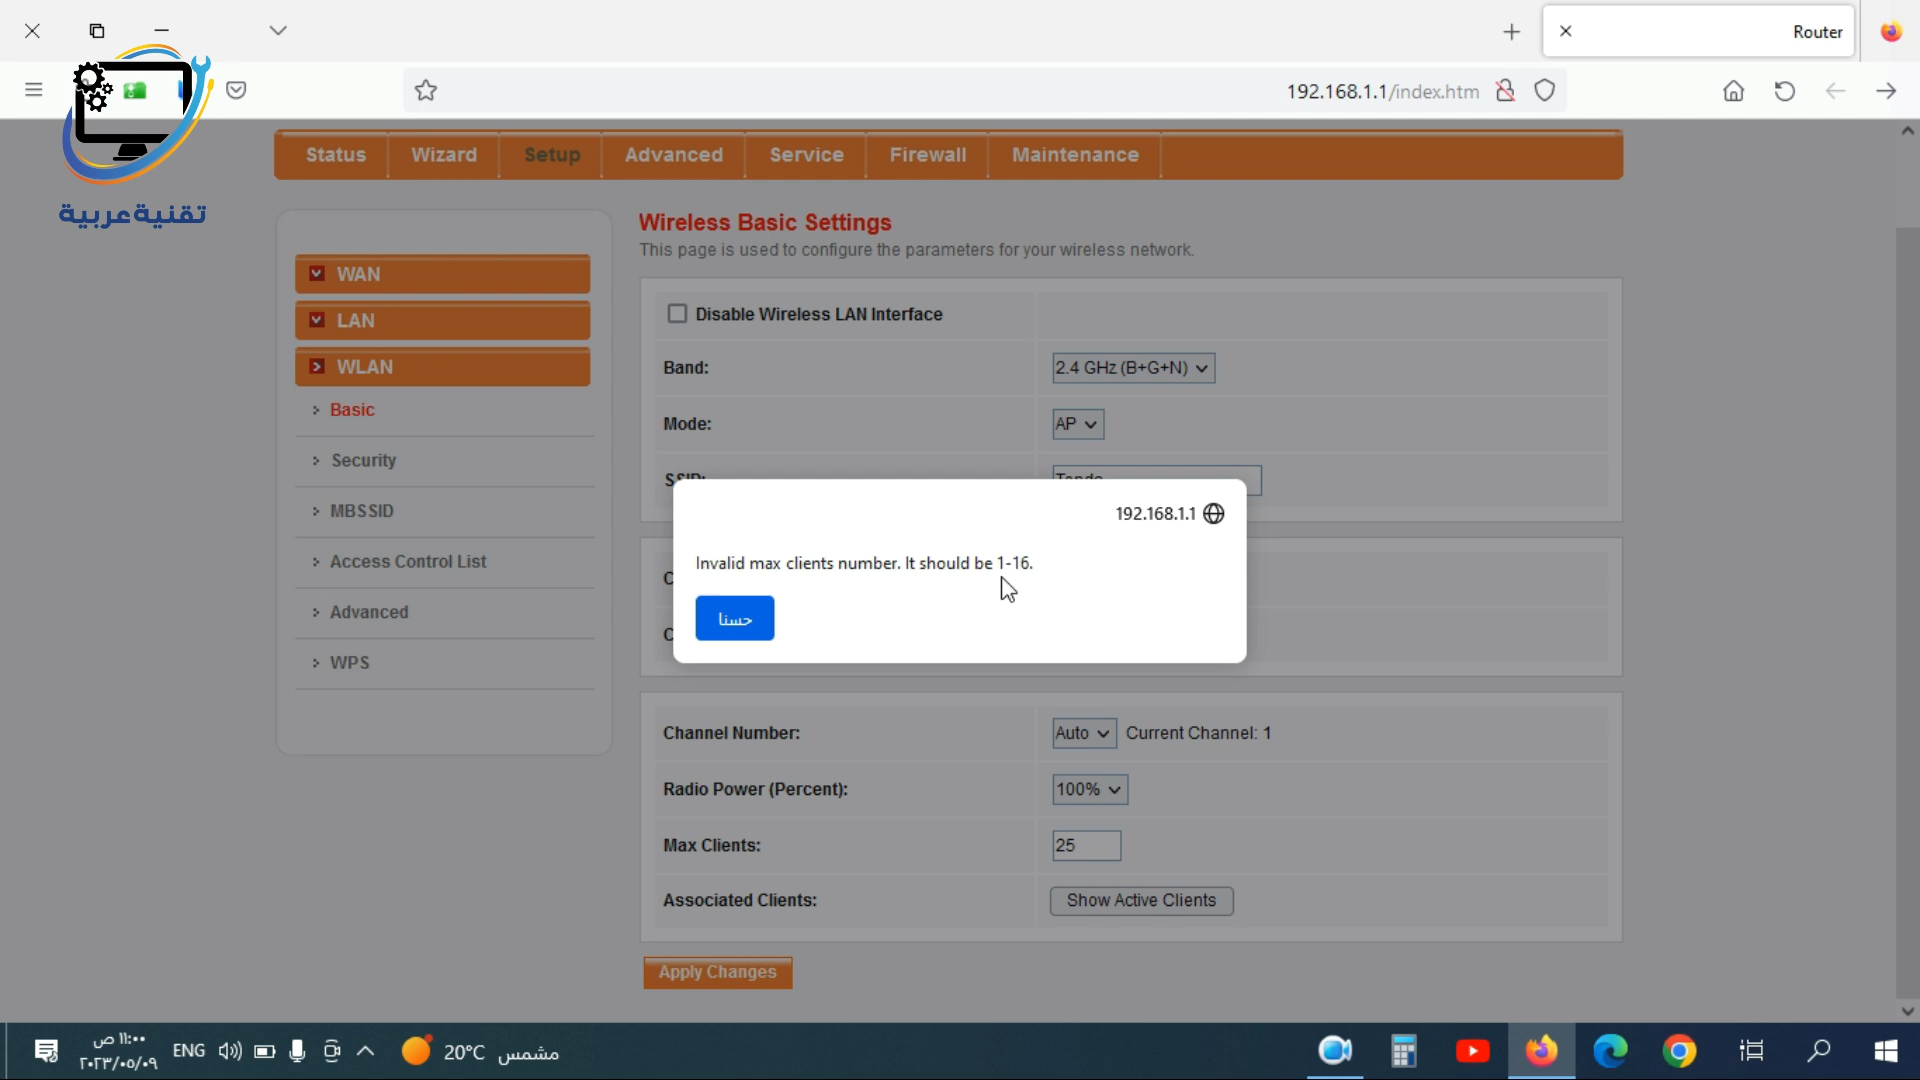 Router
192.168.1.1/index.htm
تقنية عربية
Status
Wizard
Setup
Advanced
Service
Firewall
Maintenance
WAN
LAN
WLAN
Basic
Security
MBSSID
Access Control List
Advanced
WPS
Wireless Basic Settings
This page is used to configure the parameters for your wireless network.
Disable Wireless LAN Interface
Band:
2.4 GHz (B+G+N)
Mode:
AP
SSID:
Tenda
192.168.1.1
Invalid max clients number. It should be 1-16.
حسنا
Channel Number:
Auto
Current Channel: 1
Radio Power (Percent):
100%
Max Clients:
25
Associated Clients:
Show Active Clients
Apply Changes
١١:٠٠ ص
٢٠٢٣/٠٥/٠٩
ENG
20°C
مشمس